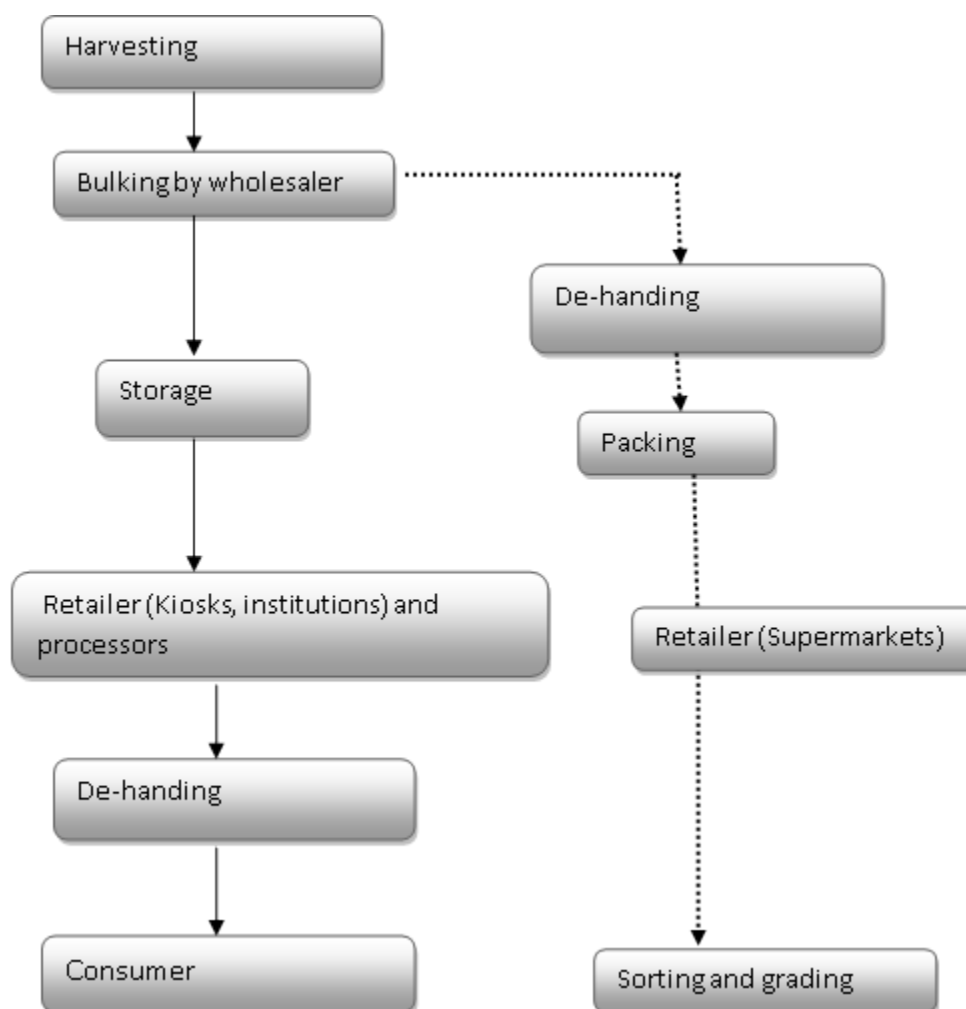 Harvesting
Bulking by wholesaler
De-handing
Storage
Packing
Retailer (Kiosks, institutions) and
processors
Retailer (Supermarkets)
De-handing
Consumer
Sorting and grading